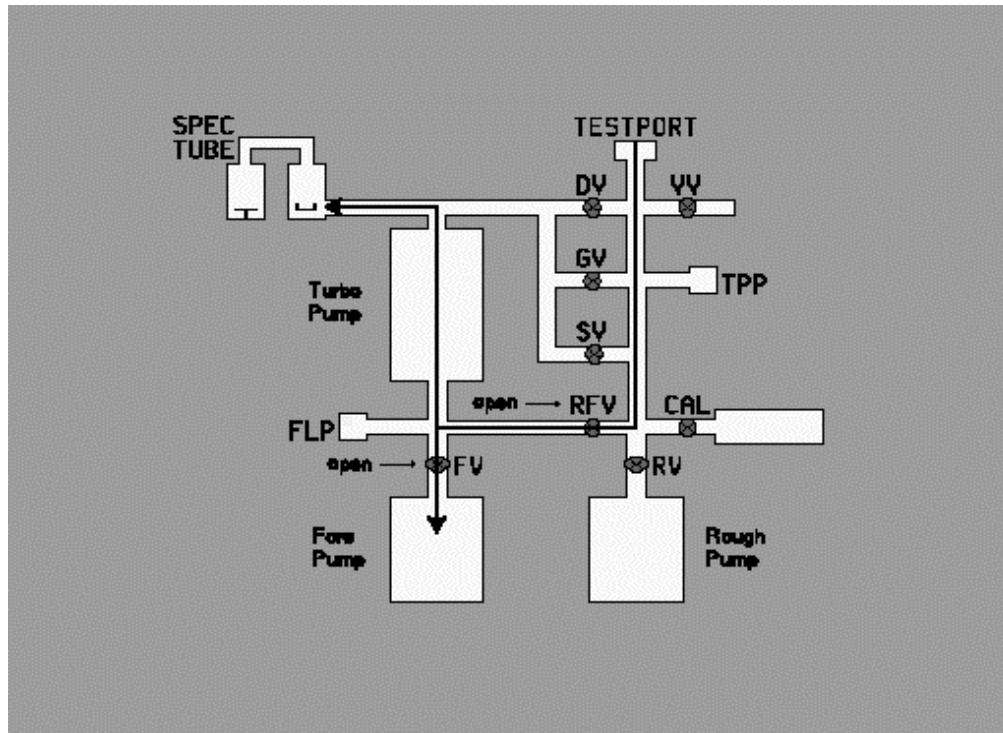 SPEC
TUBE
TESTPORT
DV
VV
GV
TPP
Turbo
Pump
SV
open
RFV
CAL
FLP
open
FV
RV
Fore
Pump
Rough
Pump